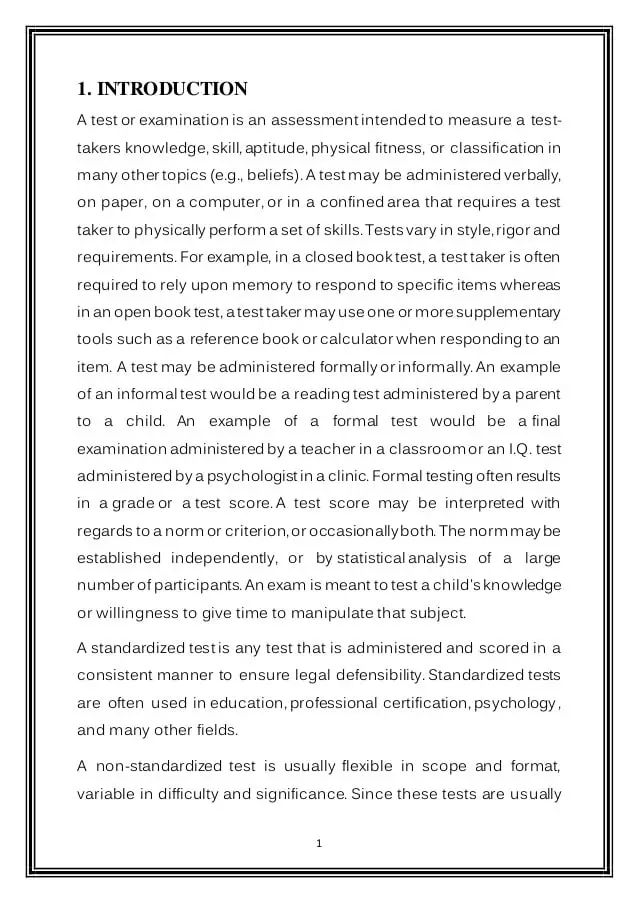 1. INTRODUCTION
A test or examination is an assessment intended to measure a test-
takers knowledge, skill, aptitude, physical fitness, or classification in
many other topics (e.g., beliefs). A test may be administered verbally,
on paper, on a computer, or in a confined area that requires a test
taker to physically perform a set of skills. Tests vary in style, rigor and
requirements. For example, in a closed book test, a test taker is often
required to rely upon memory to respond to specific items whereas
in an open book test, a test taker may use one or more supplementary
tools such as a reference book or calculator when responding to an
item. A test may be administered formally or informally. An example
of an informal test would be a reading test administered by a parent
to a child. An example of a formal test would be a final
examination administered by a teacher in a classroom or an I.Q. test
administered by a psychologist in a clinic. Formal testing often results
in a grade or a test score. A test score may be interpreted with
regards to a norm or criterion, or occasionally both. The norm may be
established independently, or by statistical analysis of a large
number of participants. An exam is meant to test a child's knowledge
or willingness to give time to manipulate that subject.
A standardized test is any test that is administered and scored in a
consistent manner to ensure legal defensibility. Standardized tests
are often used in education, professional certification, psychology,
and many other fields.
A non-standardized test is usually flexible in scope and format,
variable in difficulty and significance. Since these tests are usually
1